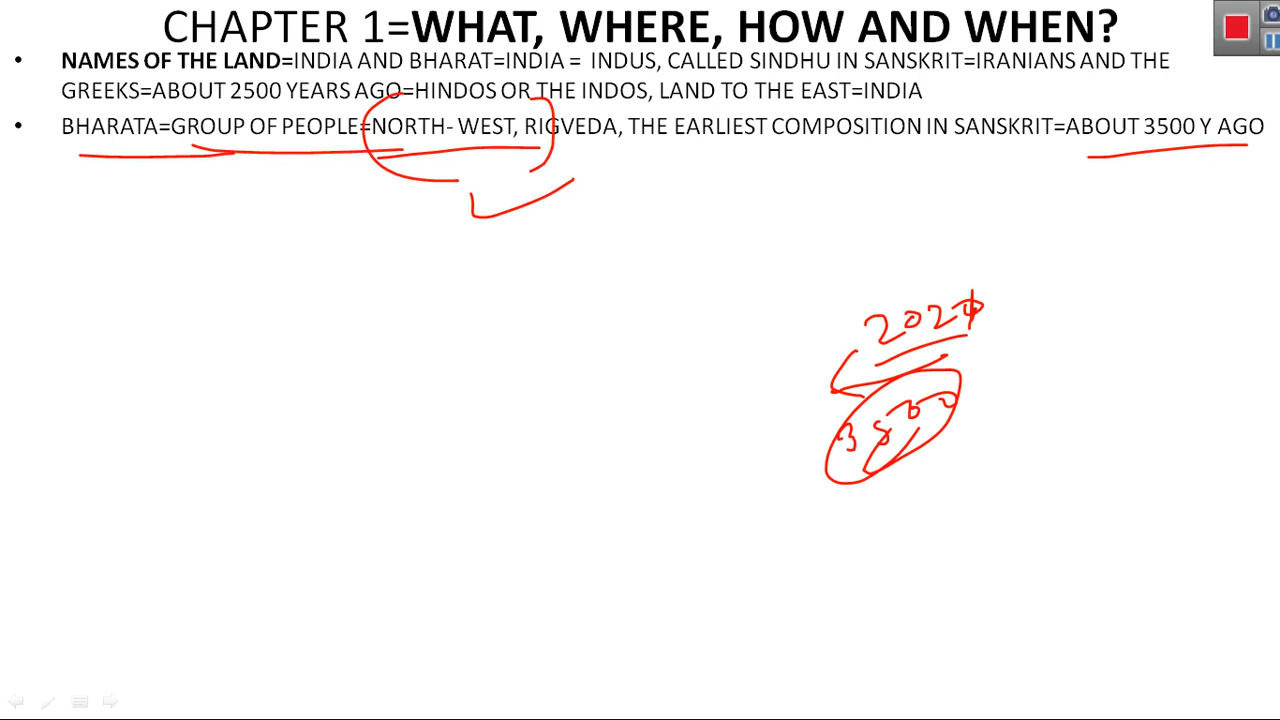 CHAPTER 1=WHAT, WHERE, HOW AND WHEN?
• NAMES OF THE LAND=INDIA AND BHARAT=INDIA = INDUS, CALLED SINDHU IN SANSKRIT=IRANIANS AND THE
GREEKS=ABOUT 2500 YEARS AGO=HINDOS OR THE INDOS, LAND TO THE EAST=INDIA
• BHARATA=GROUP OF PEOPLE=NORTH- WEST, RIGVEDA, THE EARLIEST COMPOSITION IN SANSKRIT=ABOUT 3500 Y AGO
3500